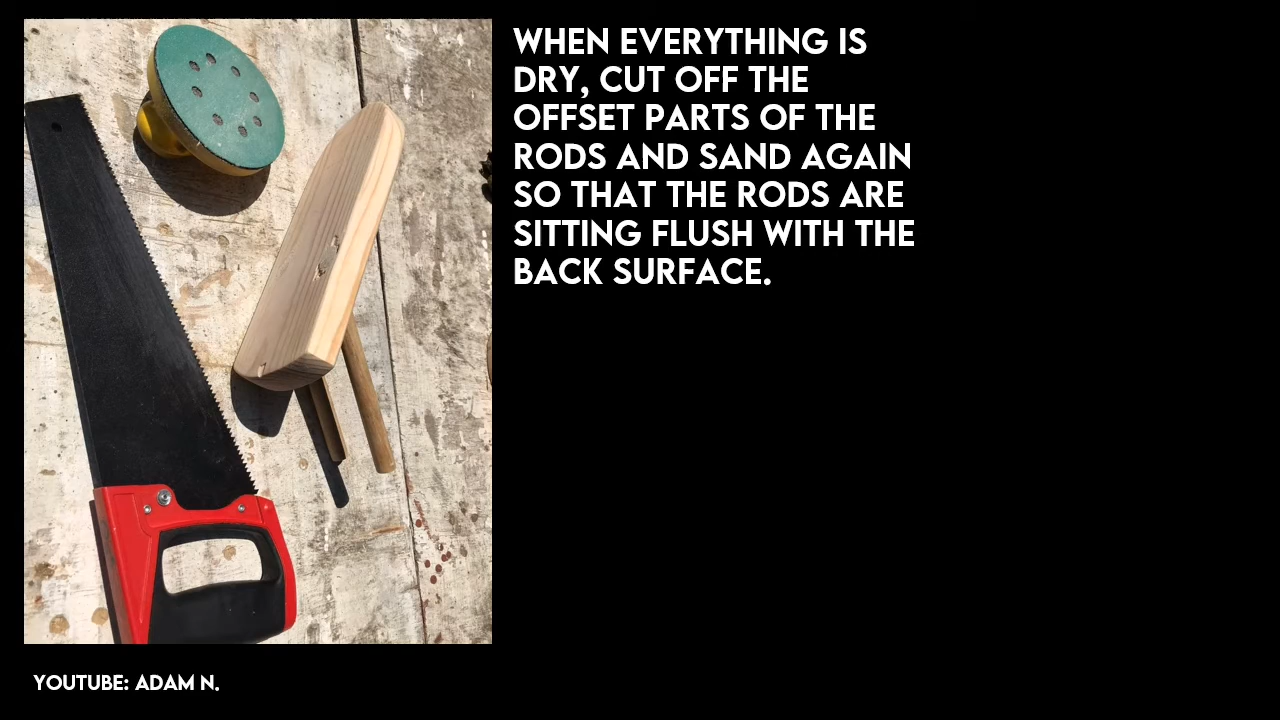 WHEN EVERYTHING IS
DRY, CUT OFF THE
OFFSET PARTS OF THE
RODS AND SAND AGAIN
SO THAT THE RODS ARE
SITTING FLUSH WITH THE
BACK SURFACE.
YOUTUBE: ADAM N.